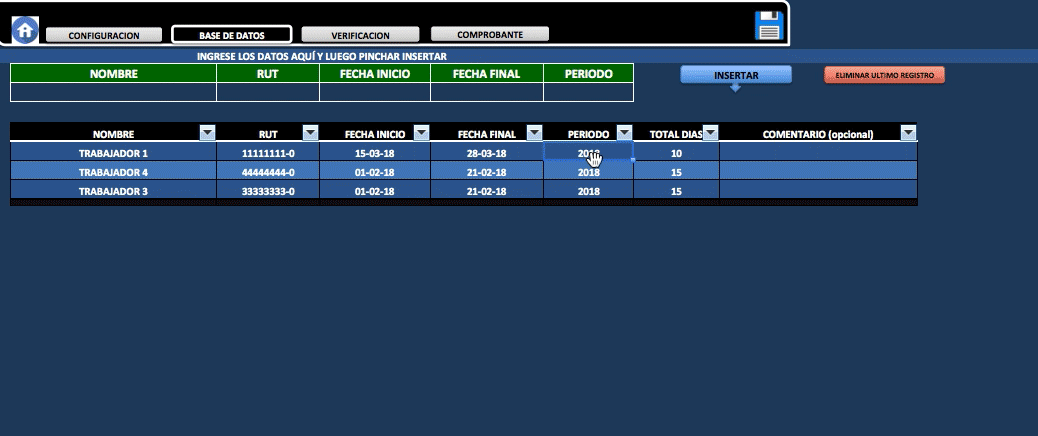 CONFIGURACION BASE DE DATOS VERIFICACION COMPROBANTE
INGRESE LOS DATOS AQUÍ Y LUEGO PINCHAR INSERTAR
NOMBRE RUT FECHA INICIO FECHA FINAL PERIODO INSERTAR ELIMINAR ULTIMO REGISTRO
NOMBRE RUT FECHA INICIO FECHA FINAL PERIODO TOTAL DIAS COMENTARIO (opcional)
TRABAJADOR 1 11111111-0 15-03-18 28-03-18 2018 10
TRABAJADOR 4 44444444-0 01-02-18 21-02-18 2018 15
TRABAJADOR 3 33333333-0 01-02-18 21-02-18 2018 15